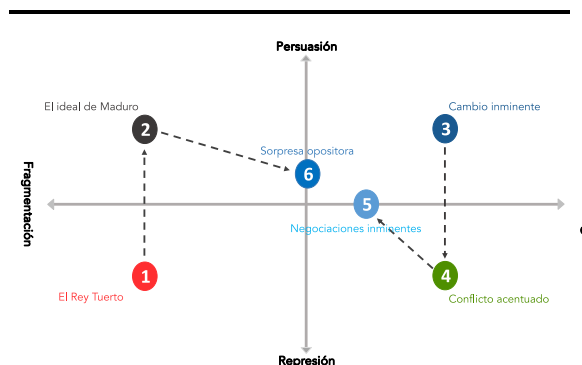 Persuasión
El ideal de Maduro
Cambio inminente
2
3
Sorpresa opositora
6
Fragmentación
5
Negociaciones inminentes
1
4
El Rey Tuerto
Conflicto acentuado
Represión